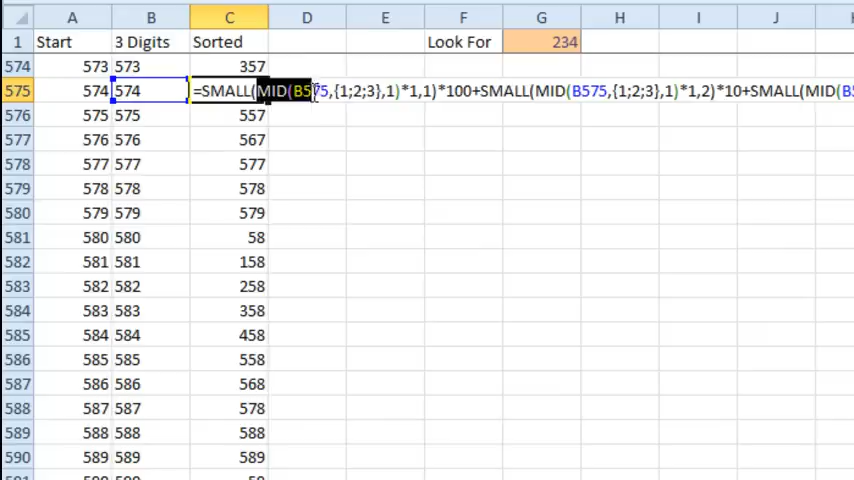 A B C D E F G H I J
1 Start 3 Digits Sorted Look For 234
574 573 573 357
575 574 574 =SMALL(MID(B575,{1;2;3},1)*1,1)*100+SMALL(MID(B575,{1;2;3},1)*1,2)*10+SMALL(MID(B5
576 575 575 557
577 576 576 567
578 577 577 577
579 578 578 578
580 579 579 579
581 580 580 58
582 581 581 158
583 582 582 258
584 583 583 358
585 584 584 458
586 585 585 558
587 586 586 568
588 587 587 578
589 588 588 588
590 589 589 589